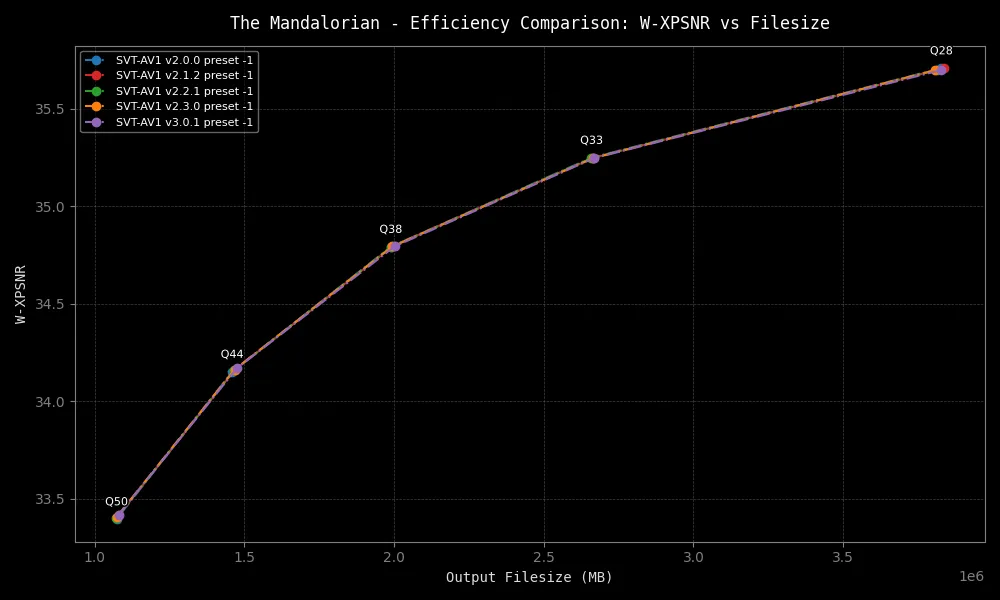 The Mandalorian - Efficiency Comparison: W-XPSNR vs Filesize
SVT-AV1 v2.0.0 preset -1
SVT-AV1 v2.1.2 preset -1
SVT-AV1 v2.2.1 preset -1
SVT-AV1 v2.3.0 preset -1
SVT-AV1 v3.0.1 preset -1
Q28
Q33
Q38
Q44
Q50
W-XPSNR
35.5
35.0
34.5
34.0
33.5
1.0 1.5 2.0 2.5 3.0 3.5
1e6
Output Filesize (MB)